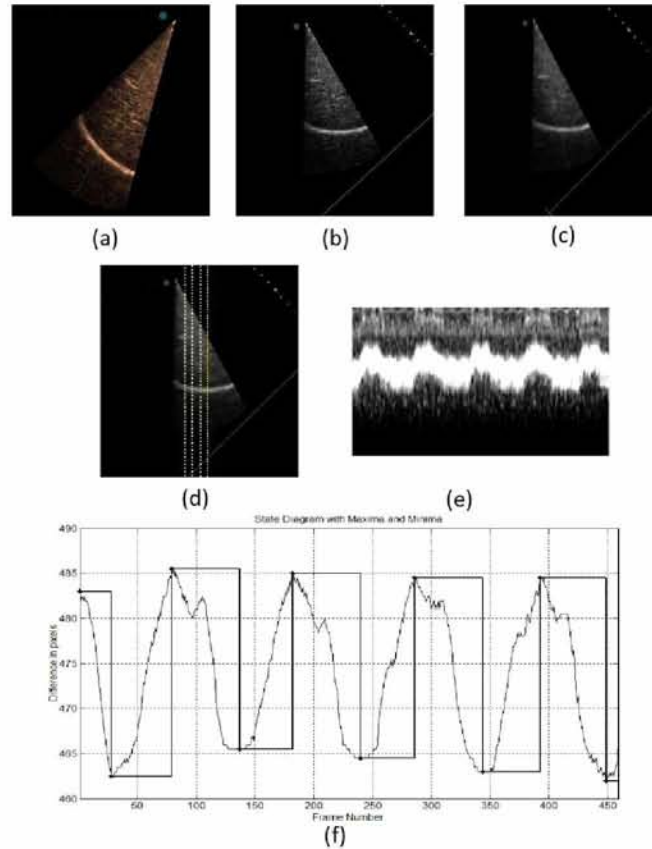 (a)
(b)
(c)
(d)
(e)
State Diagram with Maxima and Minima
490
485
480
475
470
465
460
Difference in pixels
50 100 150 200 250 300 350 400 450
Frame Number
(f)